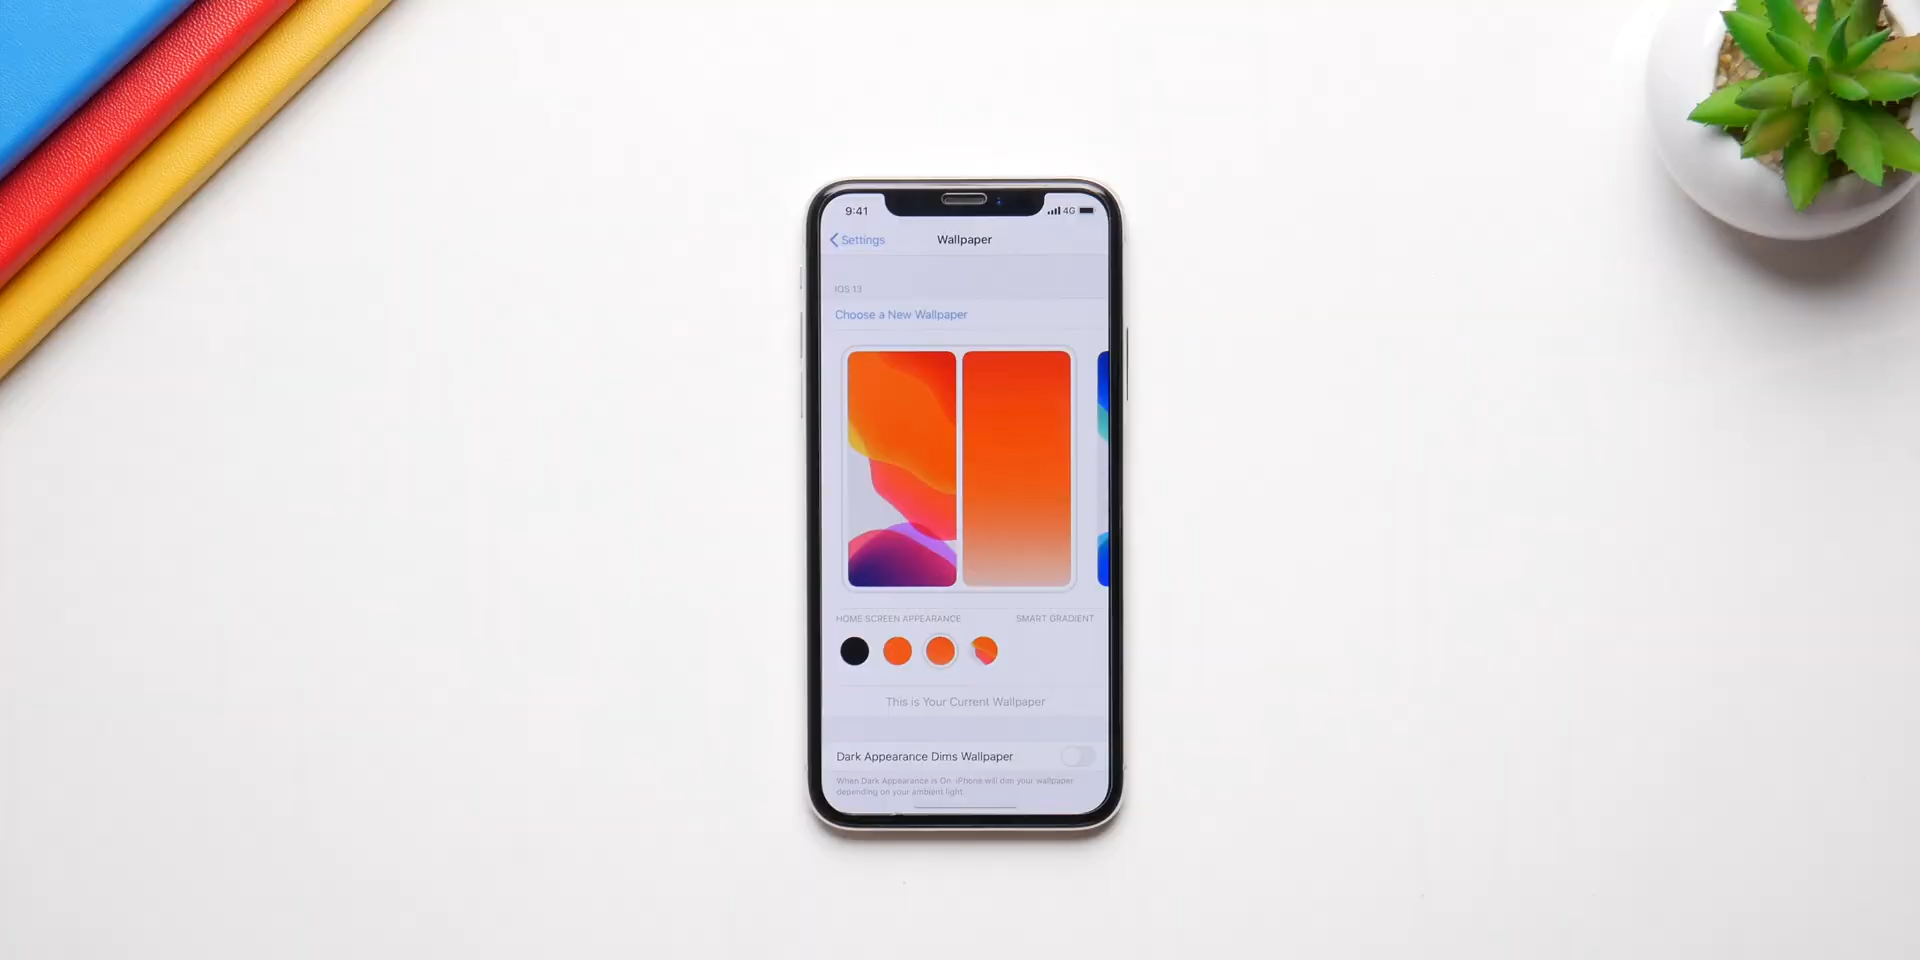 9:41
4G
Settings
Wallpaper
IOS 13
Choose a New Wallpaper
HOME SCREEN APPEARANCE
SMART GRADIENT
This is Your Current Wallpaper
Dark Appearance Dims Wallpaper
When Dark Appearance is On, iPhone will dim your wallpaper
depending on your ambient light.